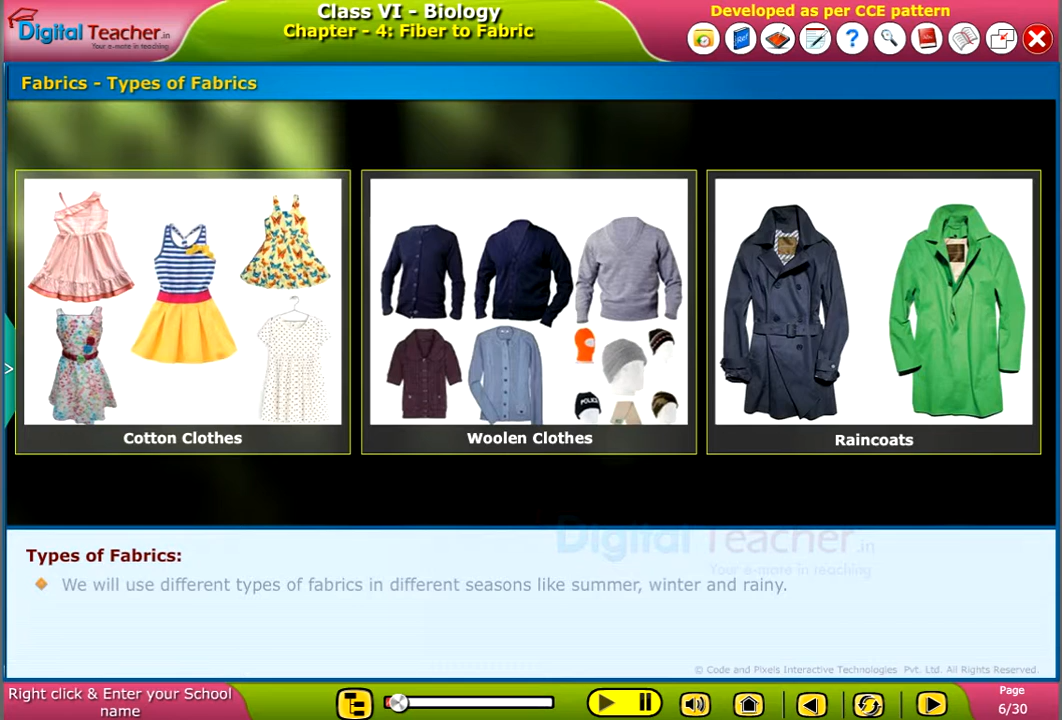 Digital Teacher.in
Your e-mate in teaching
Class VI - Biology
Chapter - 4: Fiber to Fabric
Developed as per CCE pattern
?
Fabrics - Types of Fabrics
>
POLICE
Cotton Clothes
Woolen Clothes
Raincoats
Digital Teacher.in
Your e-mate in teaching
Types of Fabrics:
We will use different types of fabrics in different seasons like summer, winter and rainy.
© Code and Pixels Interactive Technologies Pvt. Ltd. All Rights Reserved.
Right click & Enter your School
name
Page
6/30